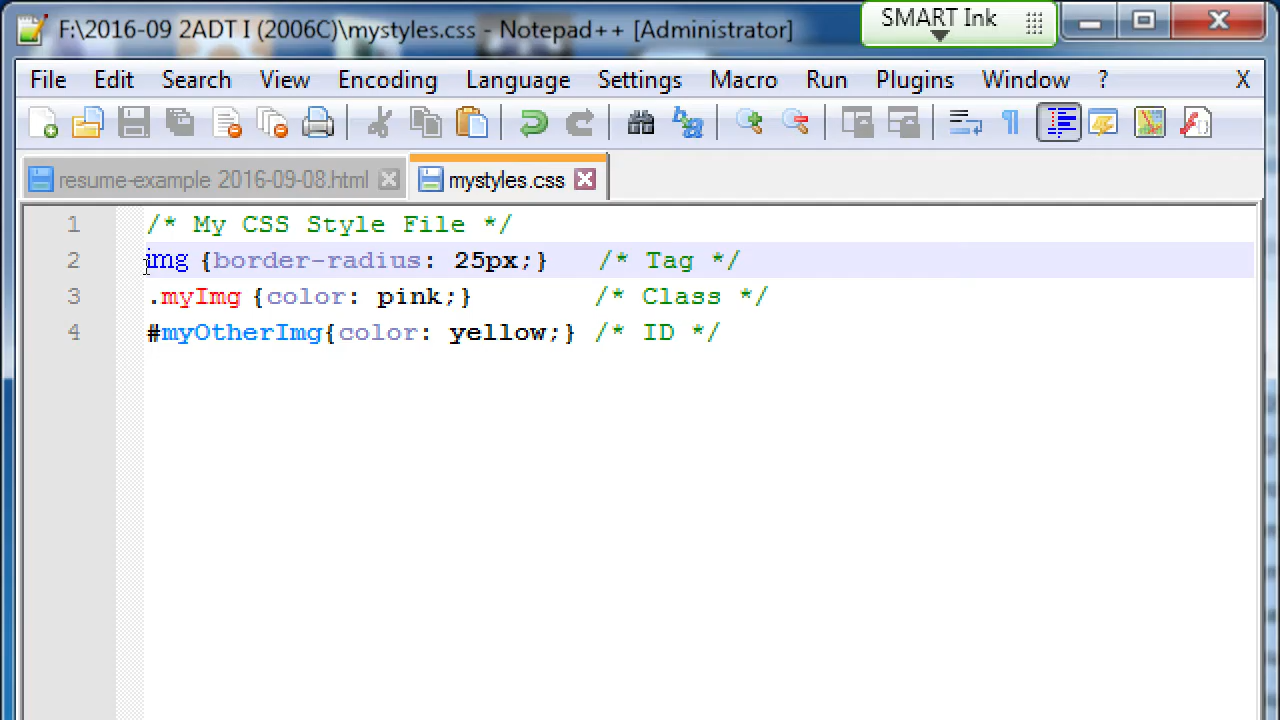 F:\2016-09 2ADT I (2006C)\mystyles.css - Notepad++ [Administrator]
SMART Ink
File Edit Search View Encoding Language Settings Macro Run Plugins Window ? X
resume-example 2016-09-08.html mystyles.css
1 /* My CSS Style File */
2 img {border-radius: 25px;} /* Tag */
3 .myImg {color: pink;} /* Class */
4 #myOtherImg{color: yellow;} /* ID */